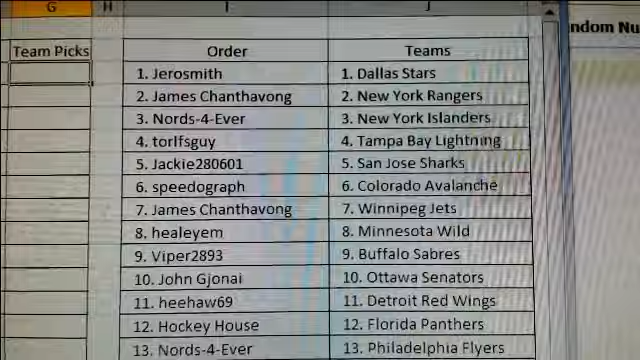 G H I J
ndom Nu
Team Picks Order Teams
1. Jerosmith 1. Dallas Stars
2. James Chanthavong 2. New York Rangers
3. Nords-4-Ever 3. New York Islanders
4. torlfsguy 4. Tampa Bay Lightning
5. Jackie280601 5. San Jose Sharks
6. speedograph 6. Colorado Avalanche
7. James Chanthavong 7. Winnipeg Jets
8. healeyem 8. Minnesota Wild
9. Viper2893 9. Buffalo Sabres
10. John Gjonai 10. Ottawa Senators
11. heehaw69 11. Detroit Red Wings
12. Hockey House 12. Florida Panthers
13. Nords-4-Ever 13. Philadelphia Flyers